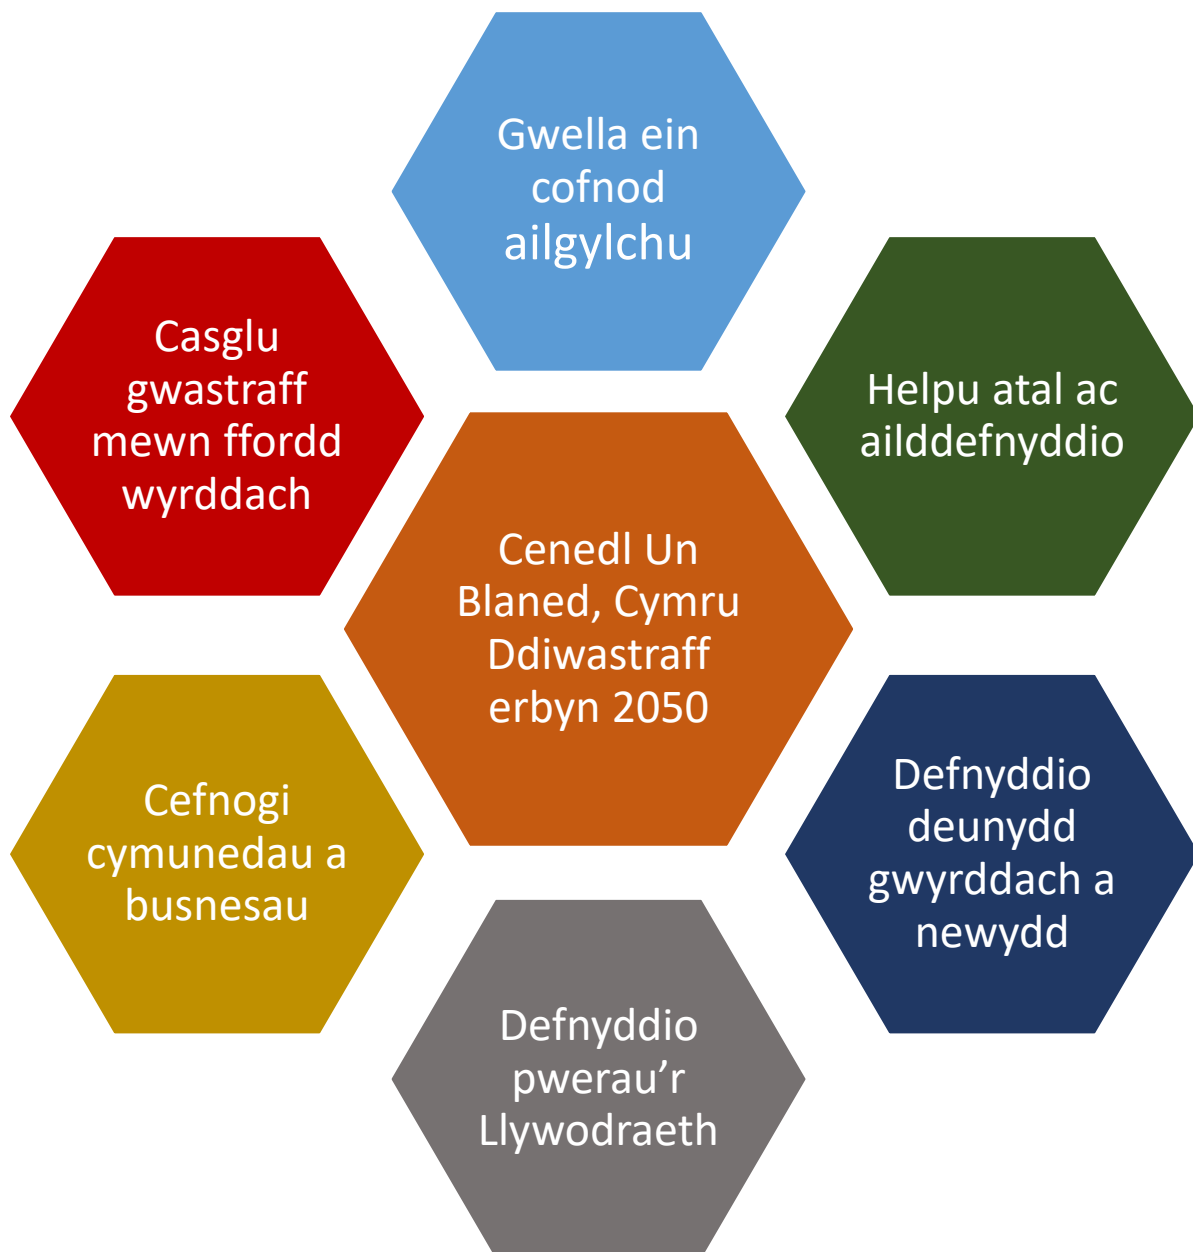 Gwella ein
cofnod
ailgylchu
Casglu
gwastraff
mewn ffordd
wyrddach
Helpu atal ac
ailddefnyddio
Cenedl Un
Blaned, Cymru
Ddiwastraff
erbyn 2050
Cefnogi
cymunedau a
busnesau
Defnyddio
deunydd
gwyrddach a
newydd
Defnyddio
pwerau’r
Llywodraeth